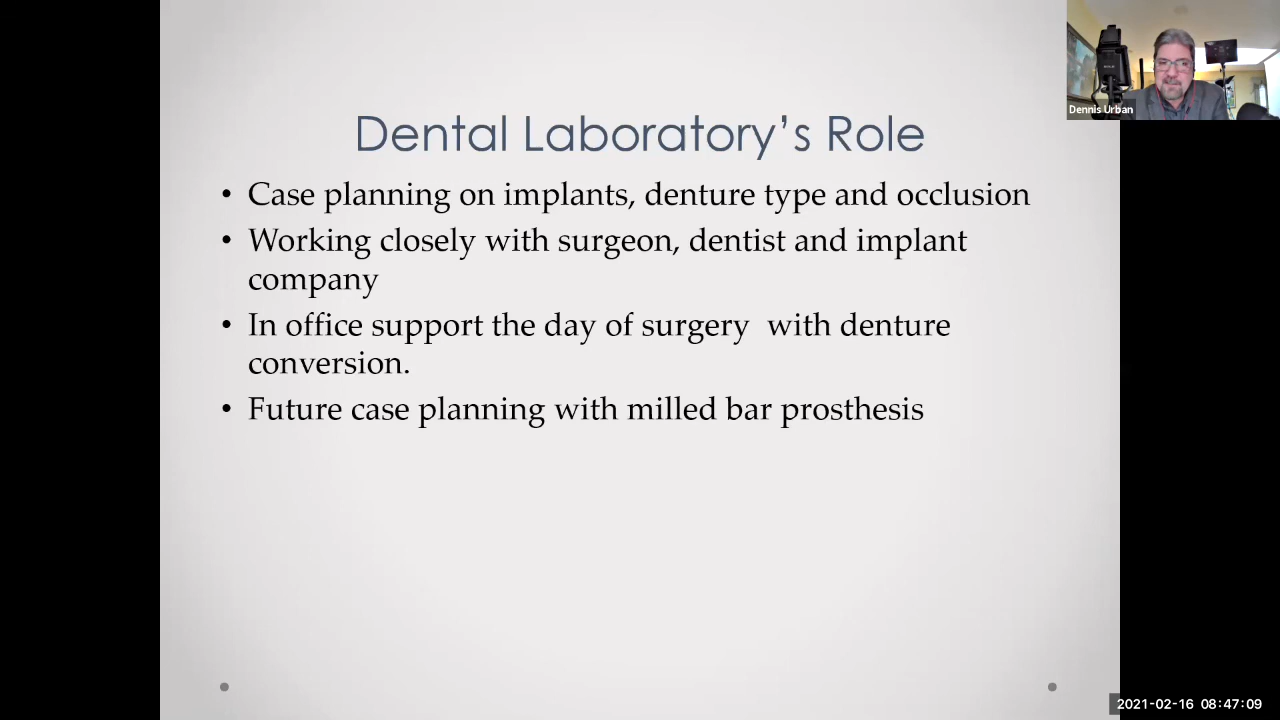 Dennis Urban
Dental Laboratory’s Role
• Case planning on implants, denture type and occlusion
• Working closely with surgeon, dentist and implant
company
• In office support the day of surgery  with denture
conversion.
• Future case planning with milled bar prosthesis
2021-02-16 08:47:09